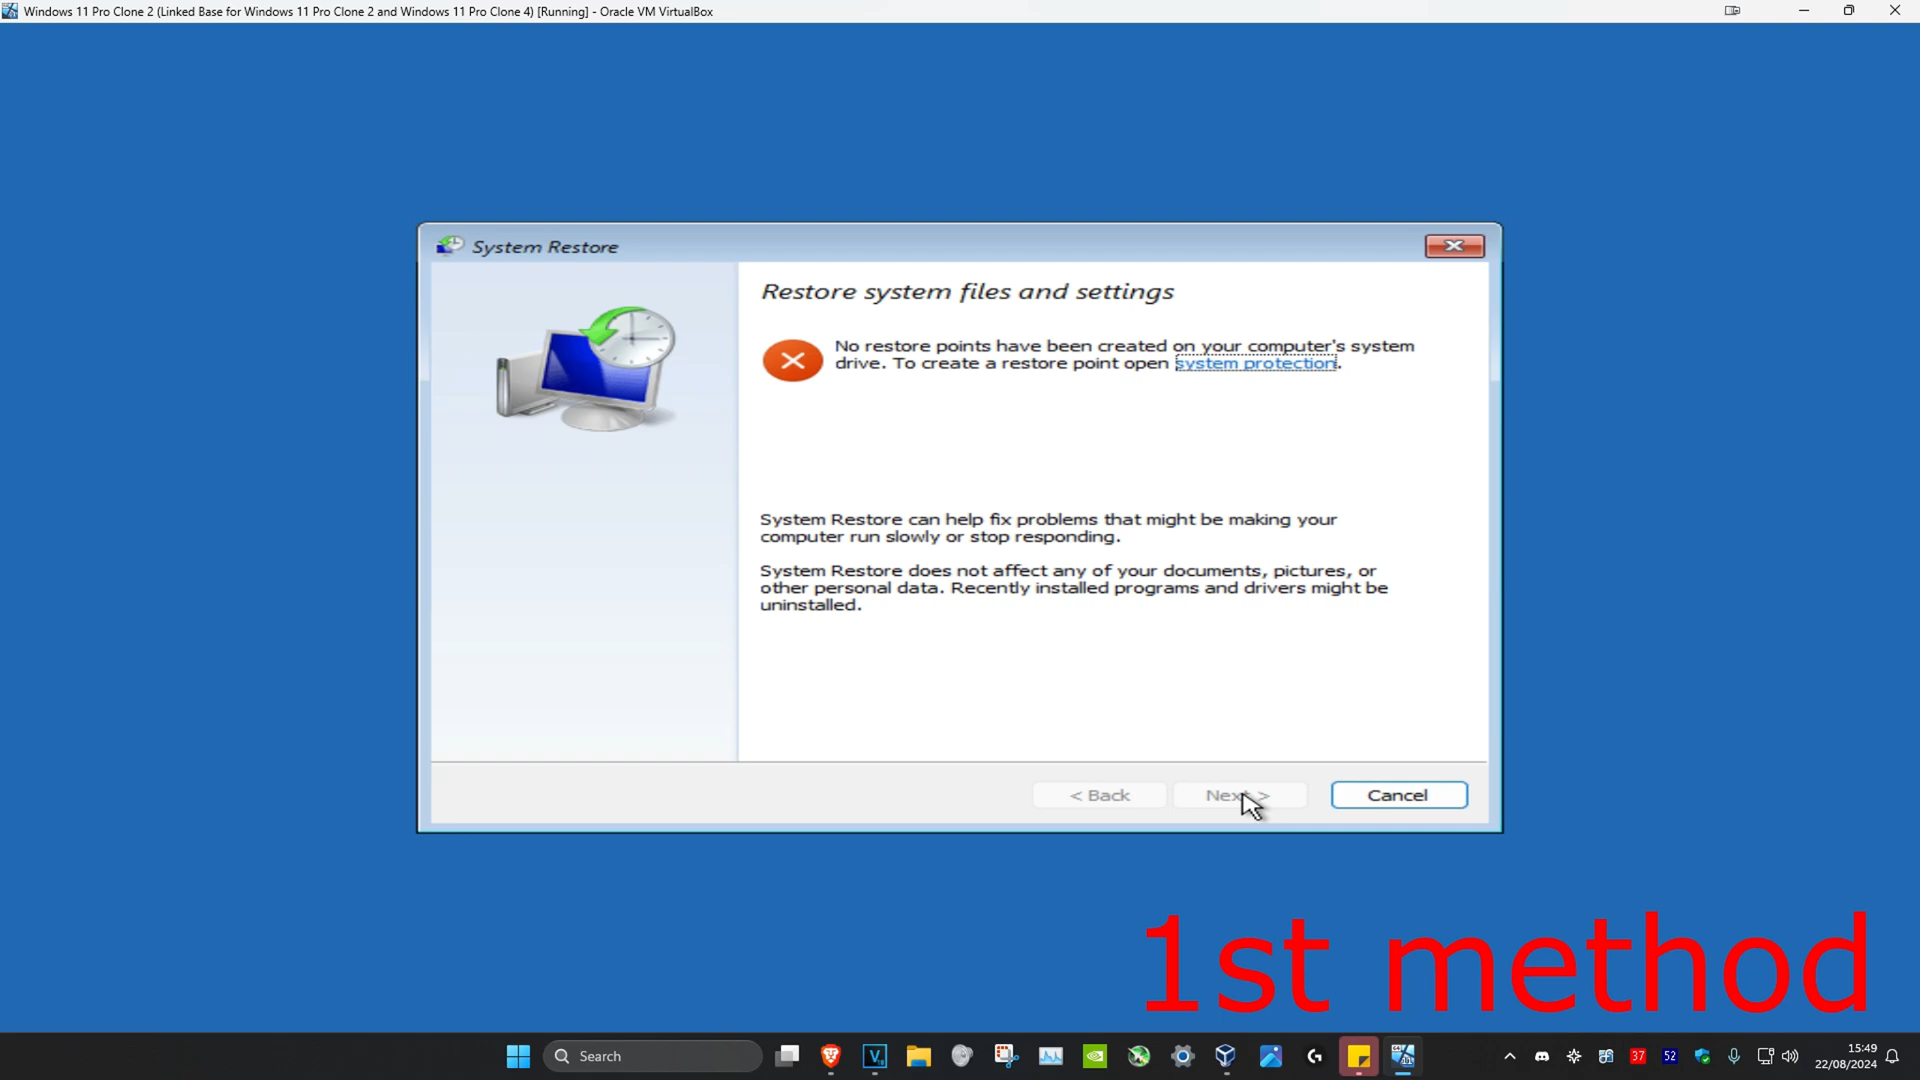 Windows 11 Pro Clone 2 (Linked Base for Windows 11 Pro Clone 2 and Windows 11 Pro Clone 4) [Running] - Oracle VM VirtualBox
System Restore
Restore system files and settings
No restore points have been created on your computer's system
drive. To create a restore point open system protection.
System Restore can help fix problems that might be making your
computer run slowly or stop responding.
System Restore does not affect any of your documents, pictures, or
other personal data. Recently installed programs and drivers might be
uninstalled.
< Back
Next >
Cancel
1st method
Search
37
52
15:49
22/08/2024